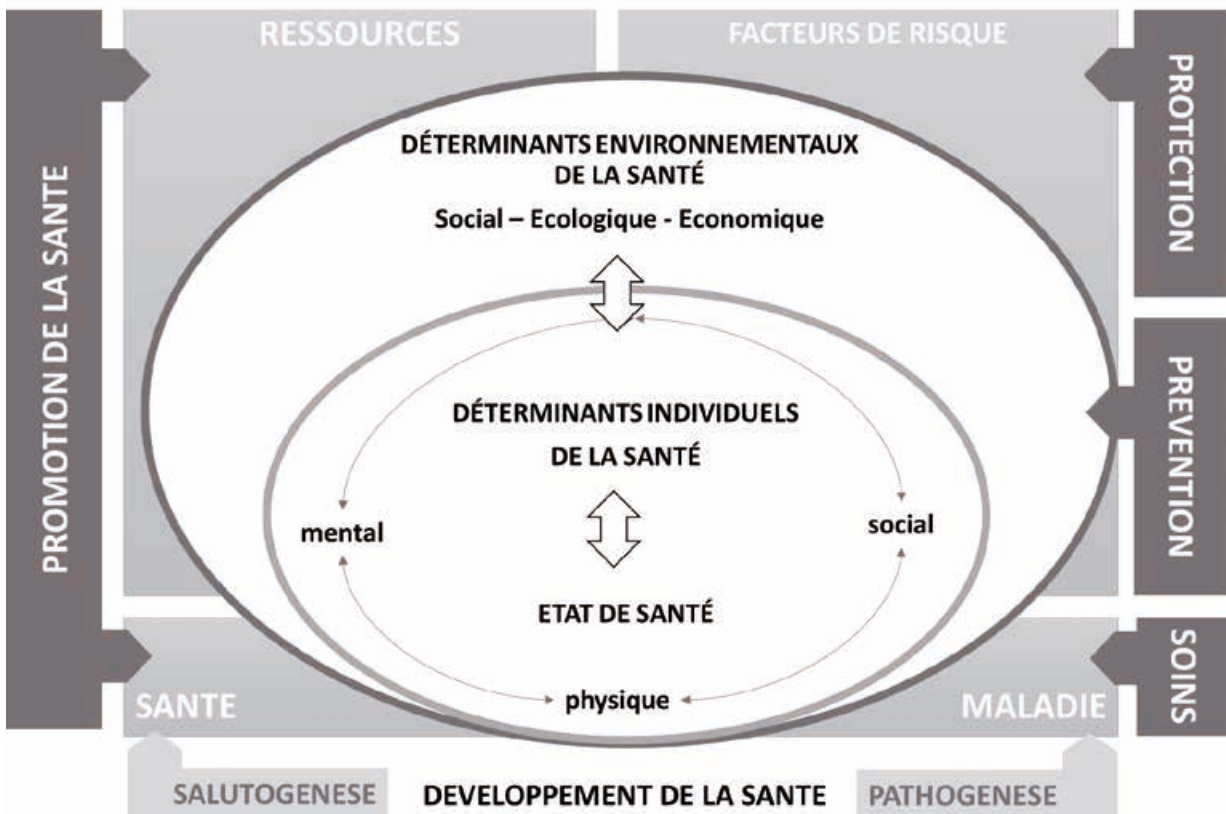 RESSOURCES
FACTEURS DE RISQUE
PROMOTION DE LA SANTE
PROTECTION
DÉTERMINANTS ENVIRONNEMENTAUX
DE LA SANTÉ
Social – Ecologique - Economique
PREVENTION
DÉTERMINANTS INDIVIDUELS
DE LA SANTÉ
mental
social
ETAT DE SANTÉ
physique
SOINS
SANTE
MALADIE
SALUTOGENESE
DEVELOPPEMENT DE LA SANTE
PATHOGENESE